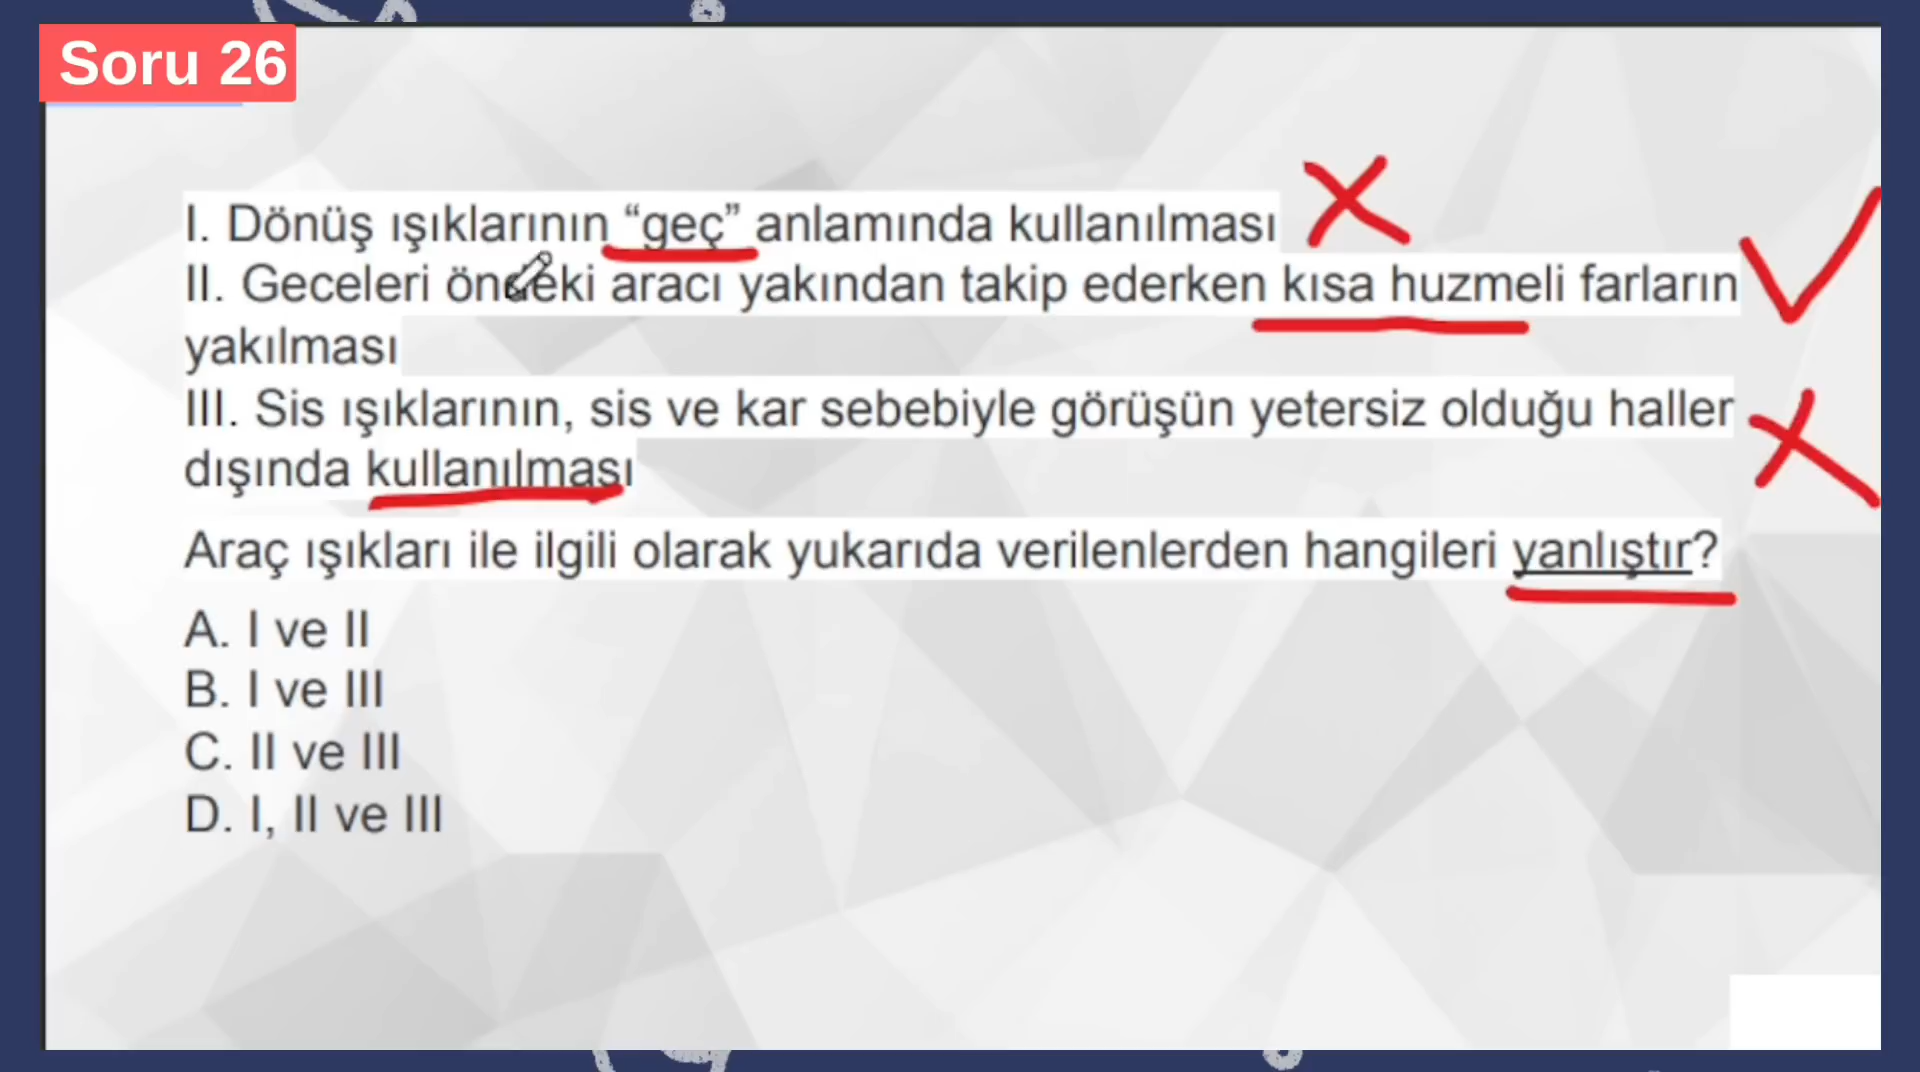 Soru 26
I. Dönüş ışıklarının “geç” anlamında kullanılması
II. Geceleri öndeki aracı yakından takip ederken kısa huzmeli farların
yakılması
III. Sis ışıklarının, sis ve kar sebebiyle görüşün yetersiz olduğu haller
dışında kullanılması
Araç ışıkları ile ilgili olarak yukarıda verilenlerden hangileri yanlıştır?
A. I ve II
B. I ve III
C. II ve III
D. I, II ve III